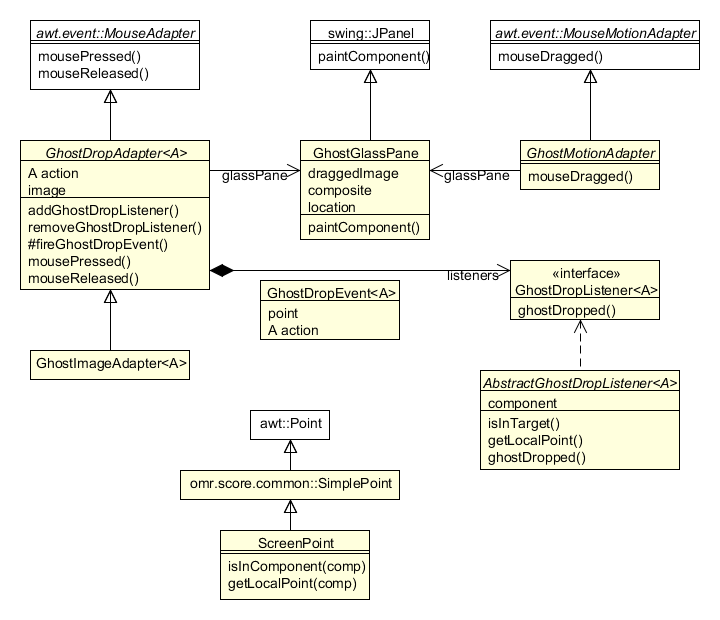 awt.event::MouseAdapter
mousePressed()
mouseReleased()
swing::JPanel
paintComponent()
awt.event::MouseMotionAdapter
mouseDragged()
GhostDropAdapter<A>
A action
image
addGhostDropListener()
removeGhostDropListener()
#fireGhostDropEvent()
mousePressed()
mouseReleased()
glassPane
GhostGlassPane
draggedImage
composite
location
paintComponent()
glassPane
GhostMotionAdapter
mouseDragged()
listeners
«interface»
GhostDropListener<A>
ghostDropped()
GhostDropEvent<A>
point
A action
GhostImageAdapter<A>
AbstractGhostDropListener<A>
component
isInTarget()
getLocalPoint()
ghostDropped()
awt::Point
omr.score.common::SimplePoint
ScreenPoint
isInComponent(comp)
getLocalPoint(comp)